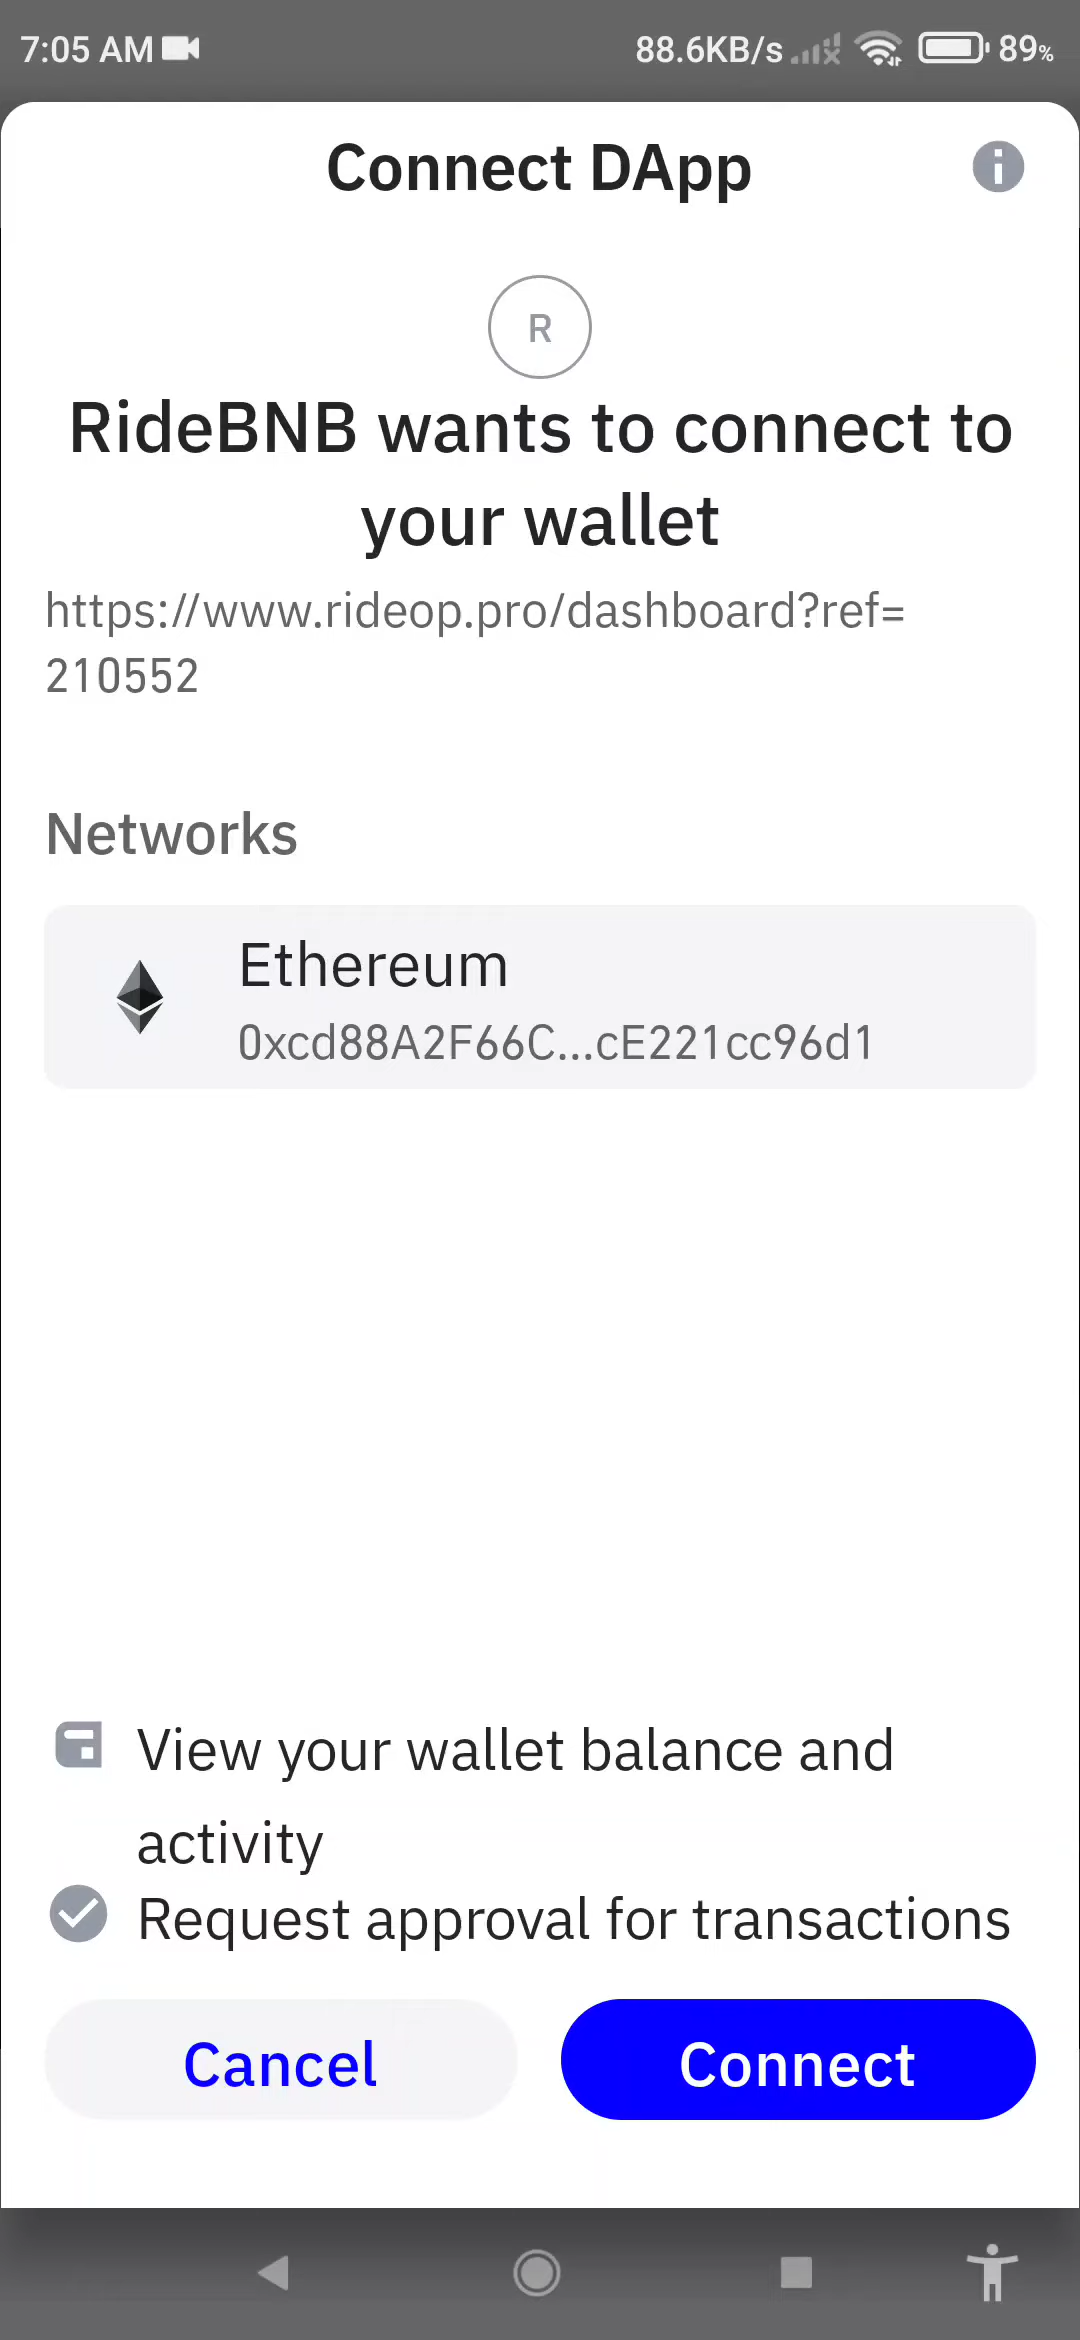 7:05 AM 88.6KB/s 89%
Connect DApp
R
RideBNB wants to connect to
your wallet
https://www.rideop.pro/dashboard?ref=
210552
Networks
Ethereum
0xcd88A2F66C...cE221cc96d1
View your wallet balance and
activity
Request approval for transactions
Cancel Connect